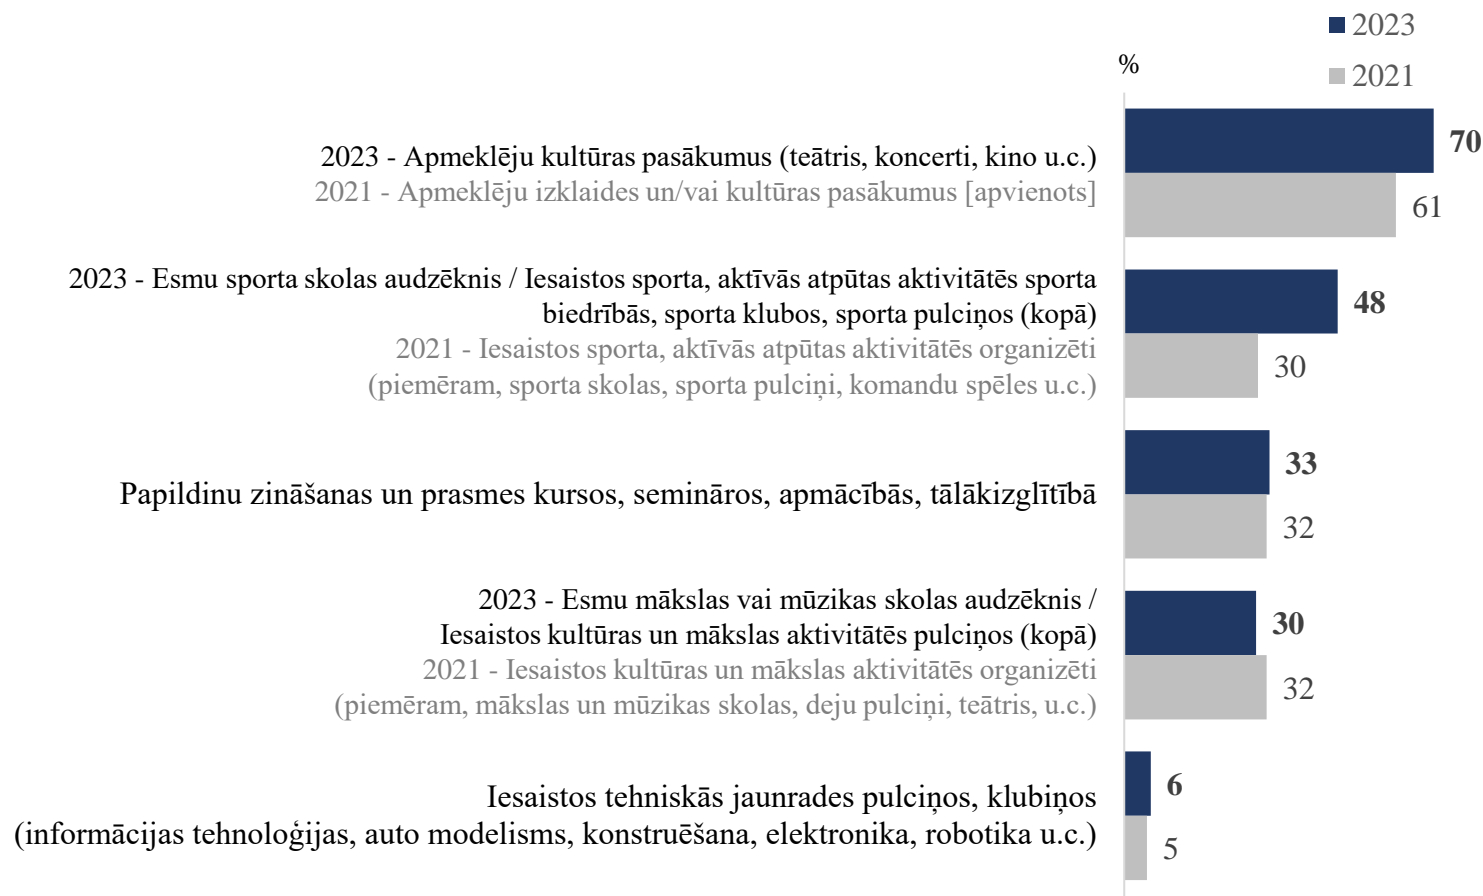 2023
%
2021
2023 - Apmeklēju kultūras pasākumus (teātris, koncerti, kino u.c.)
2021 - Apmeklēju izklaides un/vai kultūras pasākumus [apvienots]
70
61
2023 - Esmu sporta skolas audzēknis / Iesaistos sporta, aktīvās atpūtas aktivitātēs sporta
biedrībās, sporta klubos, sporta pulciņos (kopā)
2021 - Iesaistos sporta, aktīvās atpūtas aktivitātēs organizēti
(piemēram, sporta skolas, sporta pulciņi, komandu spēles u.c.)
48
30
Papildinu zināšanas un prasmes kursos, semināros, apmācībās, tālākizglītībā
33
32
2023 - Esmu mākslas vai mūzikas skolas audzēknis /
Iesaistos kultūras un mākslas aktivitātēs pulciņos (kopā)
2021 - Iesaistos kultūras un mākslas aktivitātēs organizēti
(piemēram, mākslas un mūzikas skolas, deju pulciņi, teātris, u.c.)
30
32
Iesaistos tehniskās jaunrades pulciņos, klubiņos
(informācijas tehnoloģijas, auto modelisms, konstruēšana, elektronika, robotika u.c.)
6
5